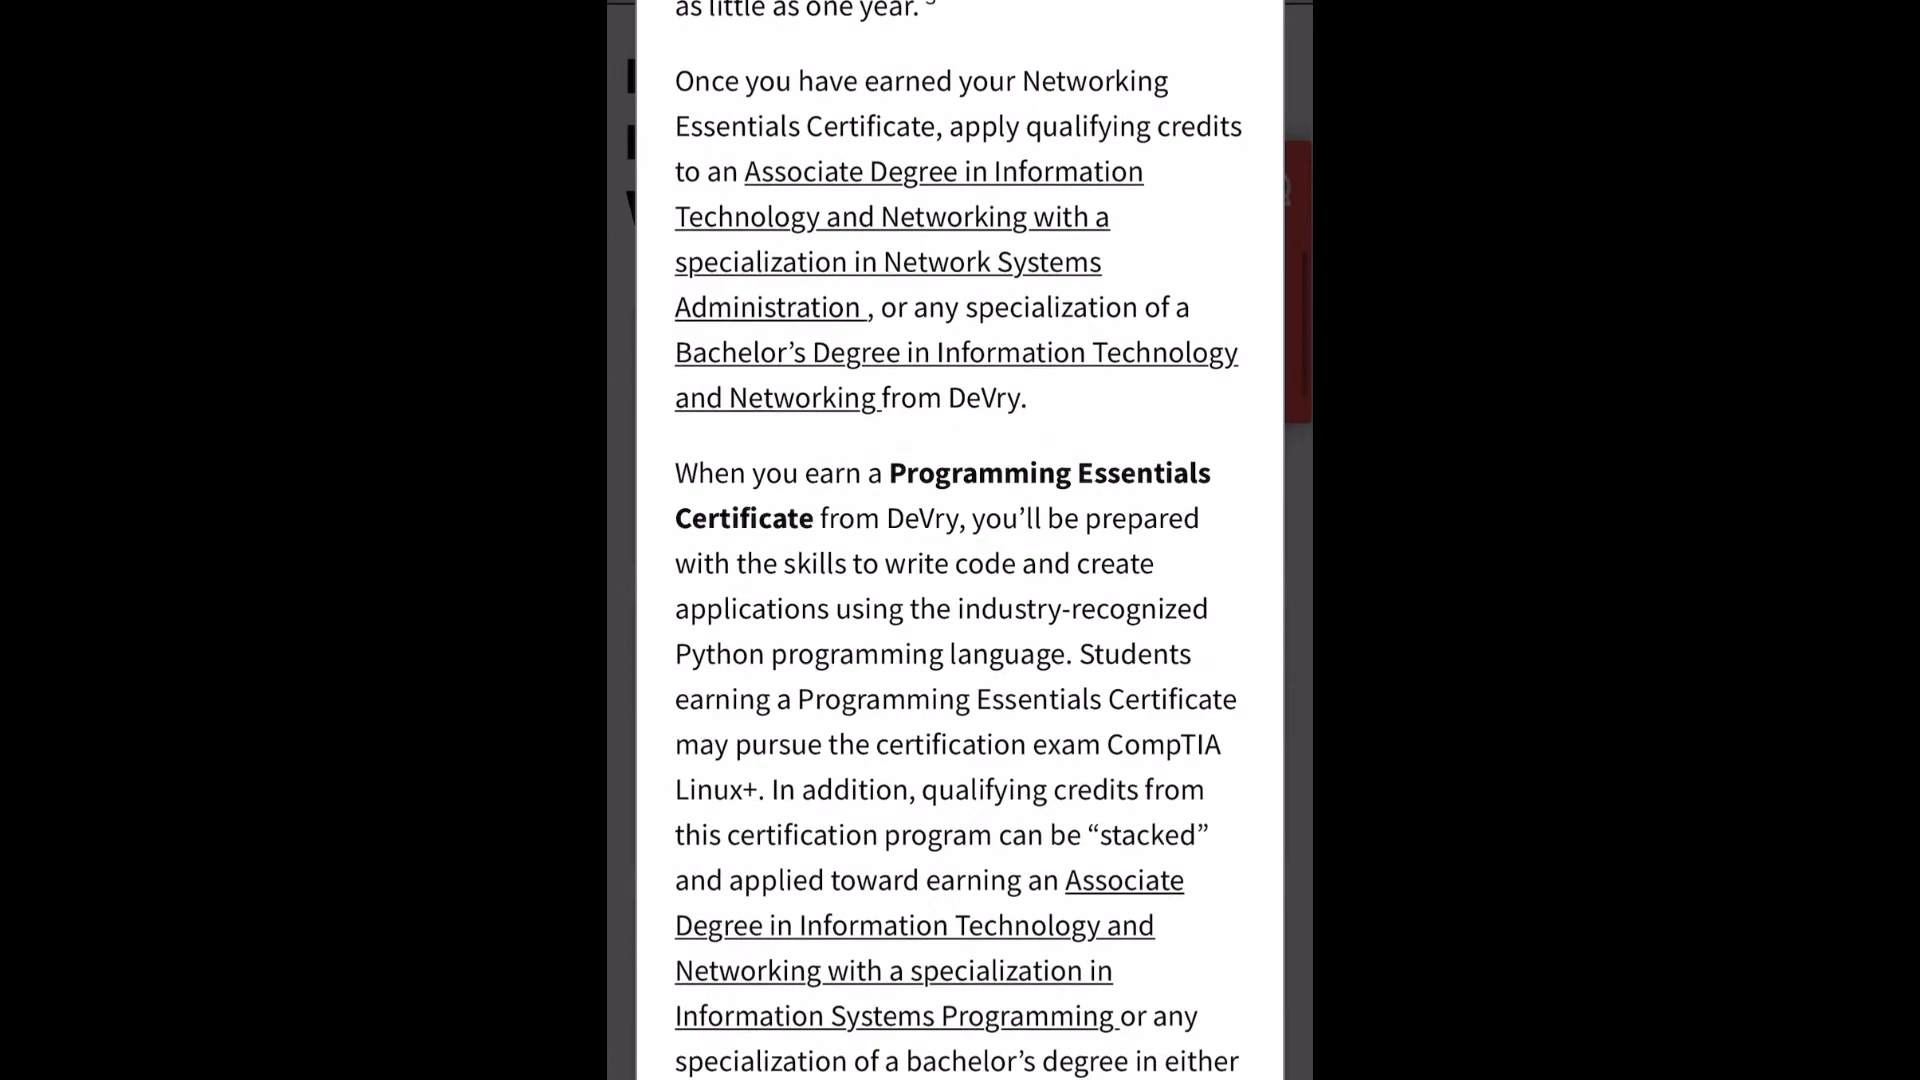 as little as one year.
Once you have earned your Networking
Essentials Certificate, apply qualifying credits
to an Associate Degree in Information
Technology and Networking with a
specialization in Network Systems
Administration , or any specialization of a
Bachelor’s Degree in Information Technology
and Networking from DeVry.
When you earn a Programming Essentials
Certificate from DeVry, you’ll be prepared
with the skills to write code and create
applications using the industry-recognized
Python programming language. Students
earning a Programming Essentials Certificate
may pursue the certification exam CompTIA
Linux+. In addition, qualifying credits from
this certification program can be “stacked”
and applied toward earning an Associate
Degree in Information Technology and
Networking with a specialization in
Information Systems Programming or any
specialization of a bachelor’s degree in either